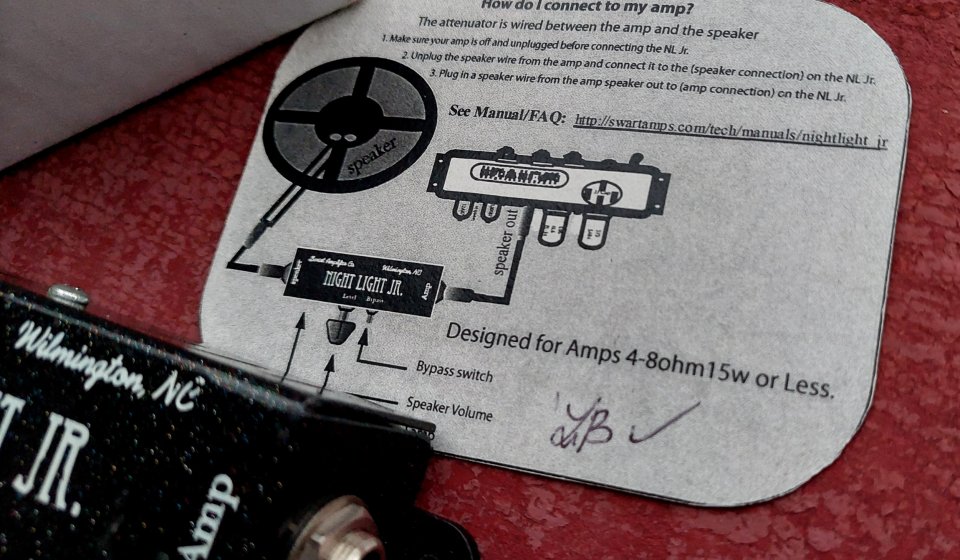 How do I connect to my amp?
The attenuator is wired between the amp and the speaker
1. Make sure your amp is off and unplugged before connecting the NL Jr.
2. Unplug the speaker wire from the amp and connect it to the (speaker connection) on the NL Jr.
3. Plug in a speaker wire from the amp speaker out to (amp connection) on the NL Jr.
See Manual/FAQ: http://swartamps.com/tech/manuals/nightlight_jr
speaker
speaker out
Swart Amplifier Co. Wilmington, NC
Speaker
NIGHT LIGHT JR.
Amp
Level Bypass
Designed for Amps 4-8ohm15w or Less.
Bypass switch
Speaker Volume
Wilmington, NC
T JR.
Amp